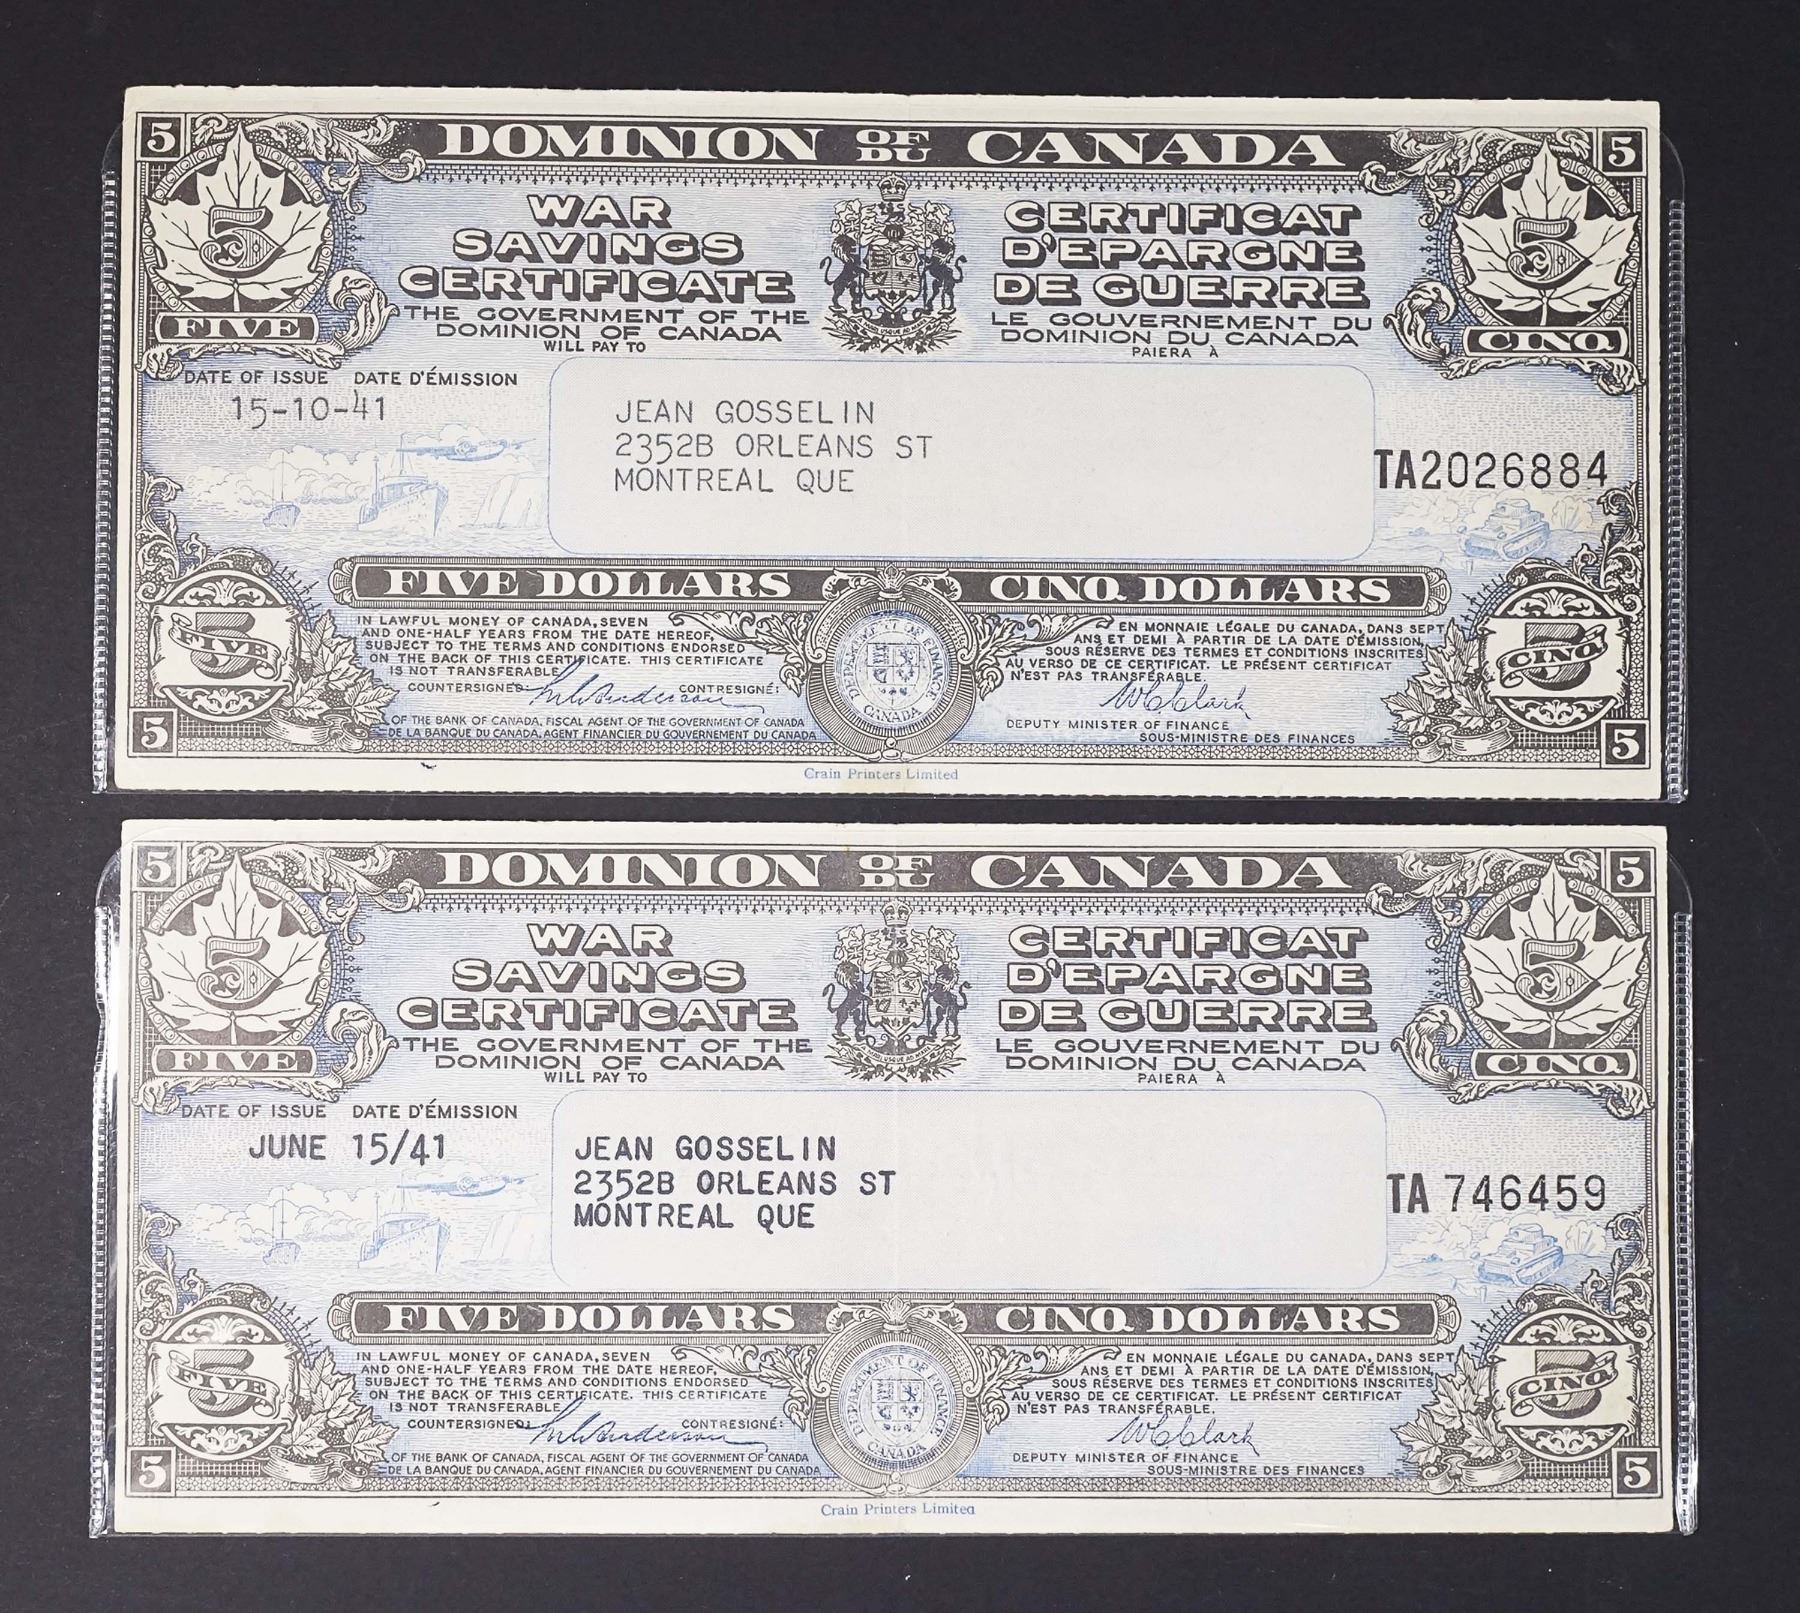 5
DOMINION OF DU CANADA
5
5
WAR
SAVINGS
CERTIFICATE
THE GOVERNMENT OF THE
DOMINION OF CANADA
WILL PAY TO
CERTIFICAT
D'EPARGNE
DE GUERRE
LE GOUVERNEMENT DU
DOMINION DU CANADA
PAIERA À
5
FIVE
CINQ
DATE OF ISSUE DATE D'ÉMISSION
15-10-41
JEAN GOSSELIN
2352B ORLEANS ST
MONTREAL QUE
TA2026884
FIVE DOLLARS
CINQ DOLLARS
IN LAWFUL MONEY OF CANADA, SEVEN
AND ONE-HALF YEARS FROM THE DATE HEREOF,
SUBJECT TO THE TERMS AND CONDITIONS ENDORSED
ON THE BACK OF THIS CERTIFICATE. THIS CERTIFICATE
IS NOT TRANSFERABLE
COUNTERSIGNED: CONTRESIGNÉ:
OF THE BANK OF CANADA, FISCAL AGENT OF THE GOVERNMENT OF CANADA
DE LA BANQUE DU CANADA, AGENT FINANCIER DU GOUVERNEMENT DU CANADA
DEPARTMENT OF FINANCE
CANADA
EN MONNAIE LÉGALE DU CANADA, DANS SEPT
ANS ET DEMI À PARTIR DE LA DATE D'ÉMISSION,
SOUS RÉSERVE DES TERMES ET CONDITIONS INSCRITES
AU VERSO DE CE CERTIFICAT. LE PRÉSENT CERTIFICAT
N'EST PAS TRANSFÉRABLE.
W C Clark
DEPUTY MINISTER OF FINANCE
SOUS-MINISTRE DES FINANCES
5
FIVE
5
CINQ
5
5
Crain Printers Limited
5
DOMINION OF DU CANADA
5
5
WAR
SAVINGS
CERTIFICATE
THE GOVERNMENT OF THE
DOMINION OF CANADA
WILL PAY TO
CERTIFICAT
D'EPARGNE
DE GUERRE
LE GOUVERNEMENT DU
DOMINION DU CANADA
PAIERA À
5
FIVE
CINQ
DATE OF ISSUE DATE D'ÉMISSION
JUNE 15/41
JEAN GOSSELIN
2352B ORLEANS ST
MONTREAL QUE
TA 746459
FIVE DOLLARS
CINQ DOLLARS
IN LAWFUL MONEY OF CANADA, SEVEN
AND ONE-HALF YEARS FROM THE DATE HEREOF,
SUBJECT TO THE TERMS AND CONDITIONS ENDORSED
ON THE BACK OF THIS CERTIFICATE. THIS CERTIFICATE
IS NOT TRANSFERABLE
COUNTERSIGNED: CONTRESIGNÉ:
OF THE BANK OF CANADA, FISCAL AGENT OF THE GOVERNMENT OF CANADA
DE LA BANQUE DU CANADA, AGENT FINANCIER DU GOUVERNEMENT DU CANADA
DEPARTMENT OF FINANCE
CANADA
EN MONNAIE LÉGALE DU CANADA, DANS SEPT
ANS ET DEMI À PARTIR DE LA DATE D'ÉMISSION,
SOUS RÉSERVE DES TERMES ET CONDITIONS INSCRITES
AU VERSO DE CE CERTIFICAT. LE PRÉSENT CERTIFICAT
N'EST PAS TRANSFÉRABLE.
W C Clark
DEPUTY MINISTER OF FINANCE
SOUS-MINISTRE DES FINANCES
5
FIVE
5
CINQ
5
5
Crain Printers Limited